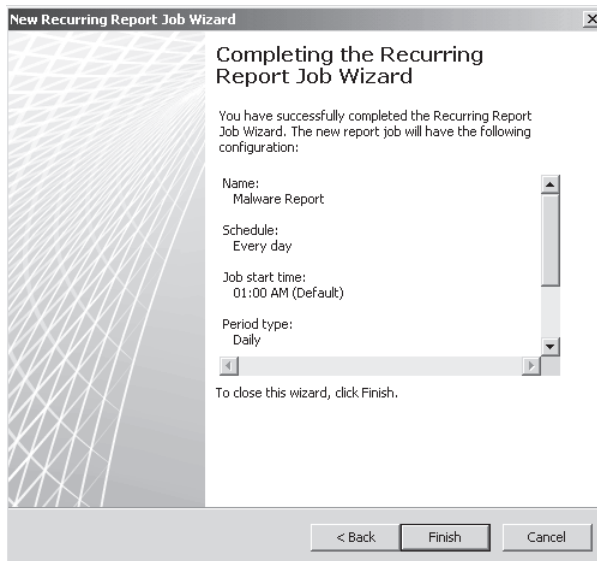 New Recurring Report Job Wizard
Completing the Recurring
Report Job Wizard
You have successfully completed the Recurring Report
Job Wizard. The new report job will have the following
configuration:
Name:
Malware Report
Schedule:
Every day
Job start time:
01:00 AM (Default)
Period type:
Daily
To close this wizard, click Finish.
< Back
Finish
Cancel